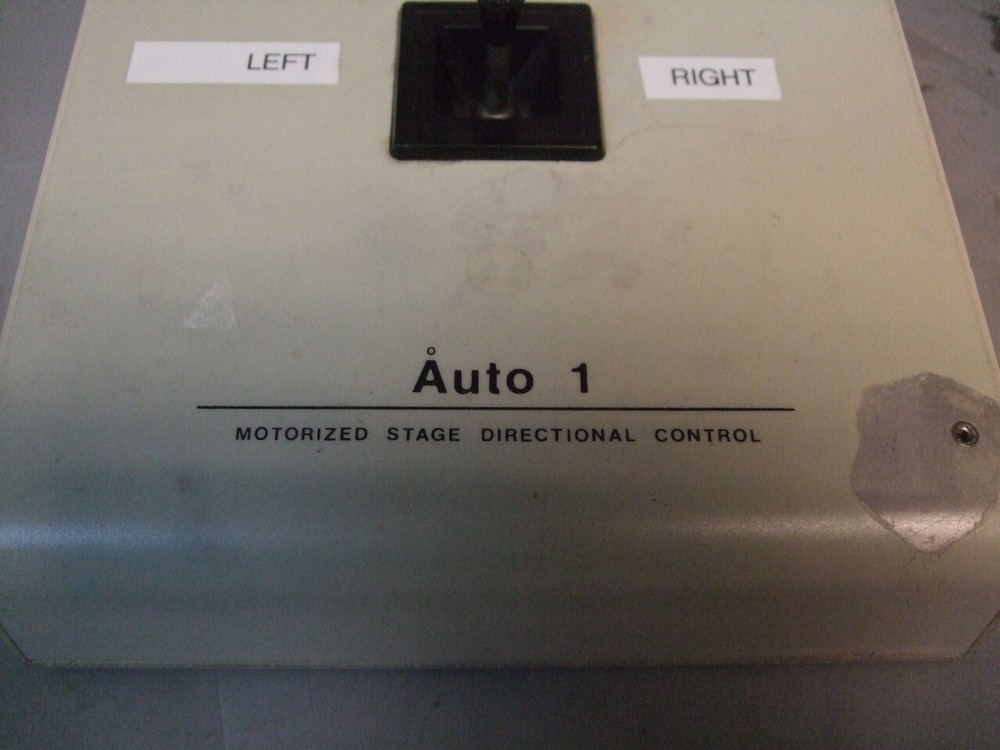 LEFT
RIGHT
Åuto 1
MOTORIZED STAGE DIRECTIONAL CONTROL